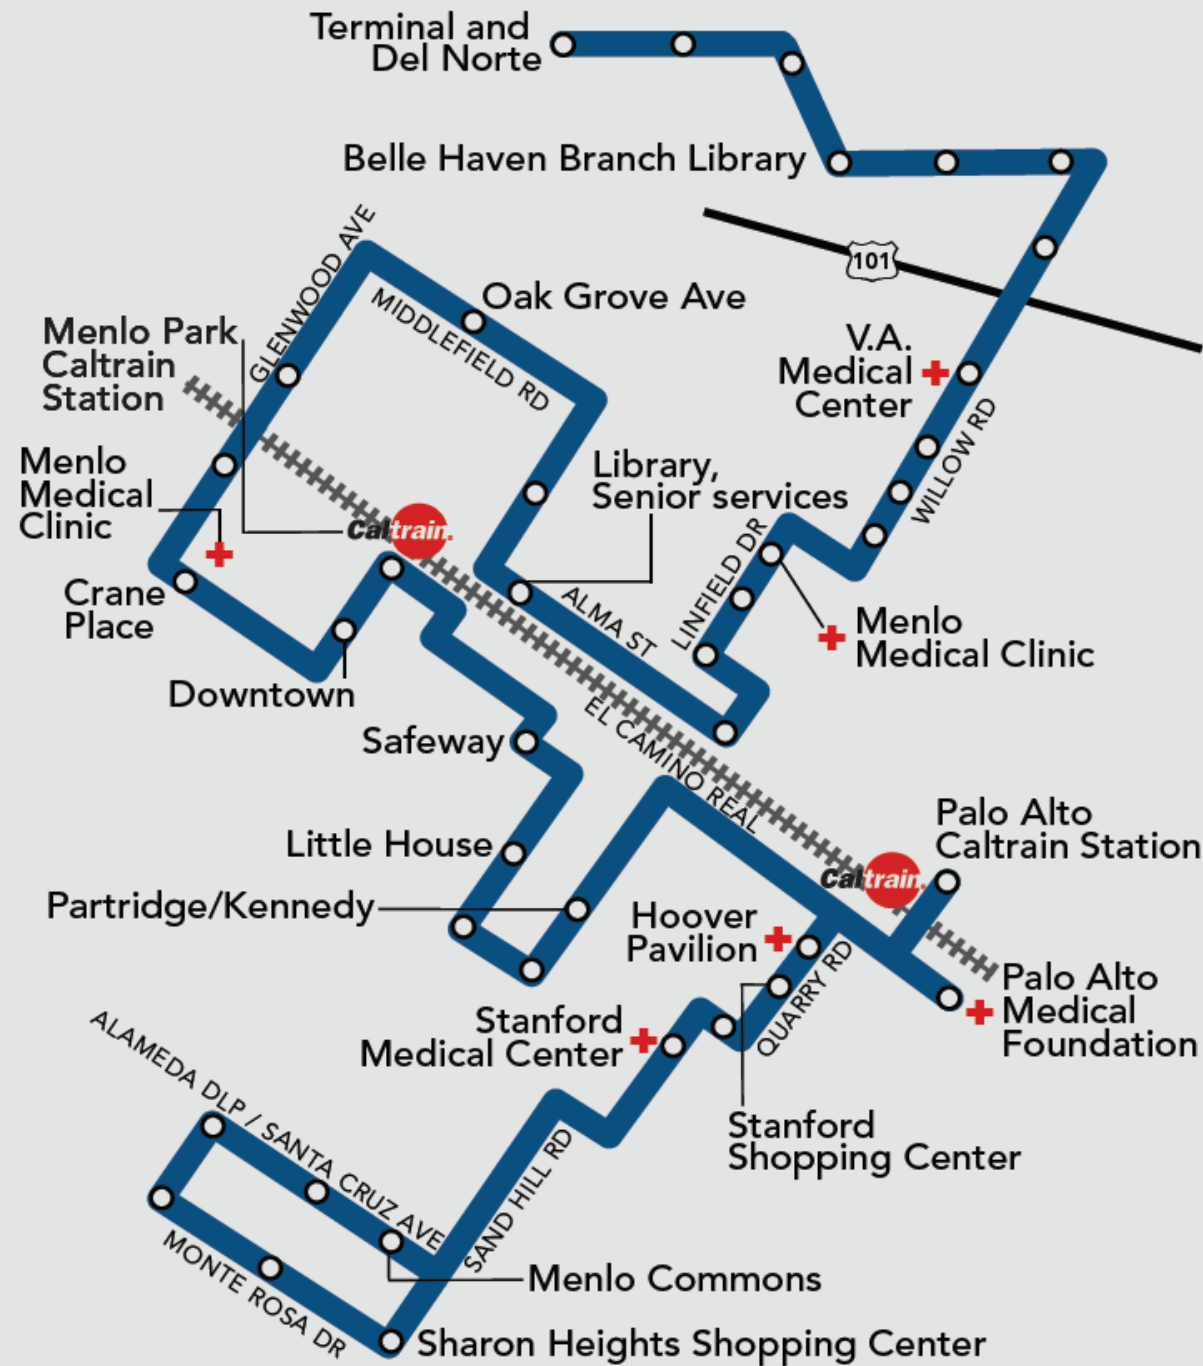 Terminal and
Del Norte
Belle Haven Branch Library
101
GLENWOOD AVE
MIDDLEFIELD RD
Oak Grove Ave
Menlo Park
Caltrain
Station
V.A.
Medical
Center
WILLOW RD
Menlo
Medical
Clinic
Library,
Senior services
Caltrain
LINFIELD DR
Crane
Place
ALMA ST
Menlo
Medical Clinic
Downtown
Safeway
EL CAMINO REAL
Little House
Palo Alto
Caltrain Station
Caltrain
Partridge/Kennedy
Hoover
Pavilion
QUARRY RD
Palo Alto
Medical
Foundation
Stanford
Medical Center
ALAMEDA DLP / SANTA CRUZ AVE
Stanford
Shopping Center
SAND HILL RD
MONTE ROSA DR
Menlo Commons
Sharon Heights Shopping Center